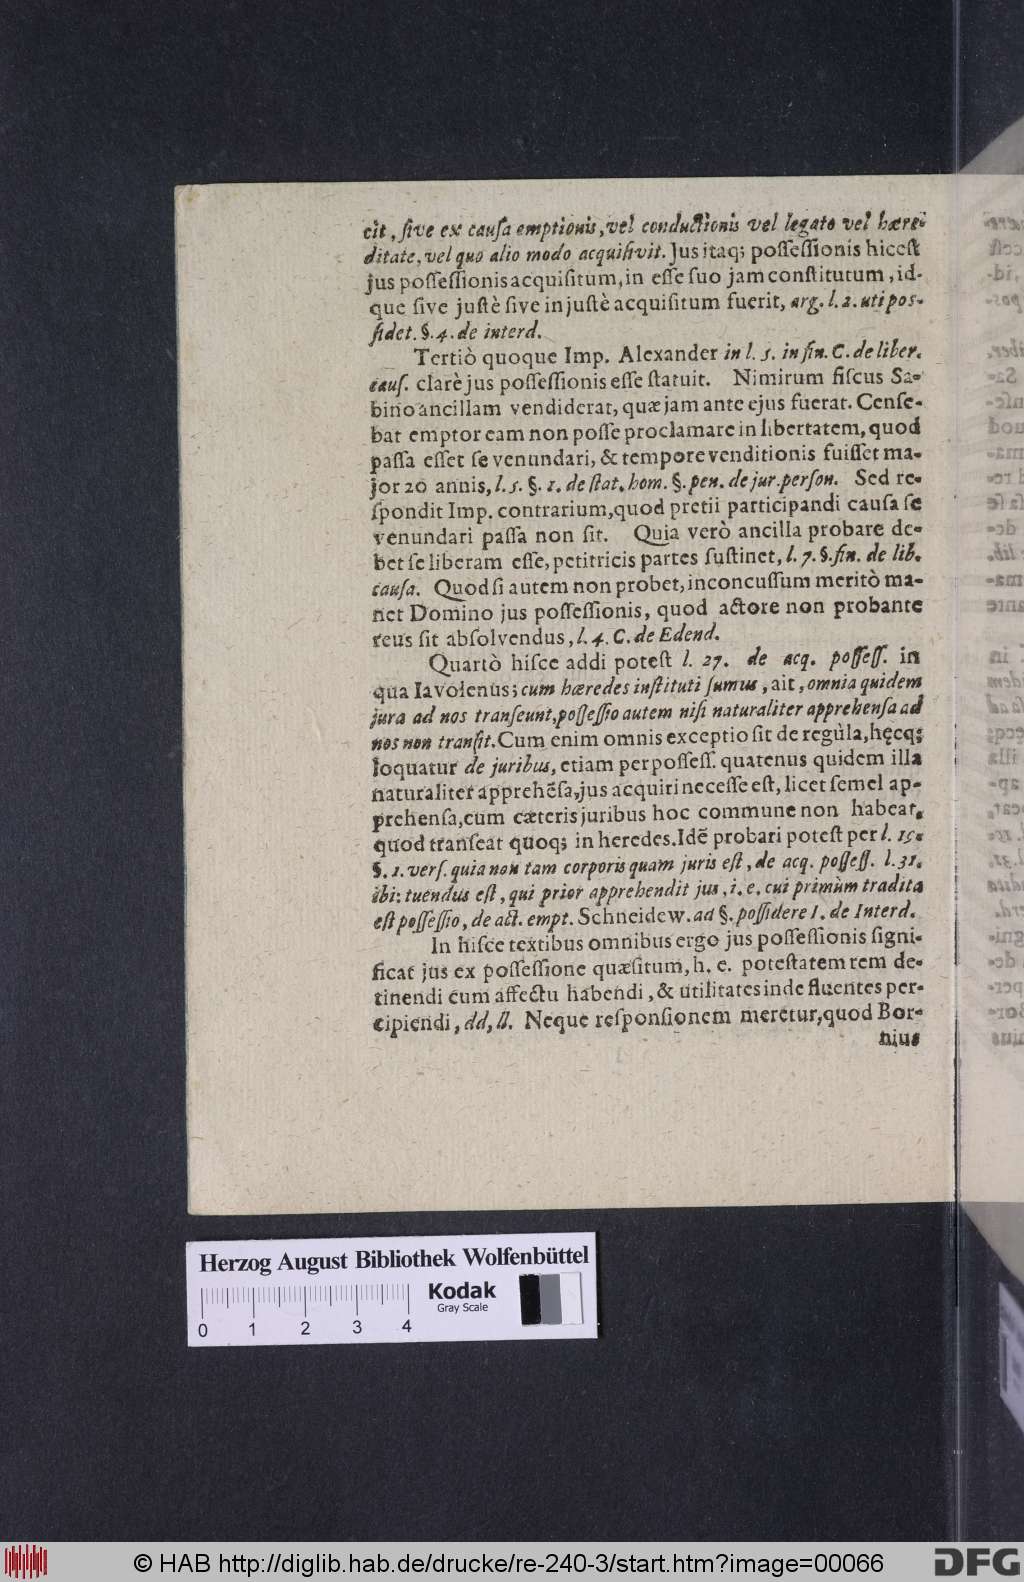 cit, ſive ex cauſa emptionis, vel conductionis vel legato vel hære-
ditate, vel quo alio modo acquiſivit. Jus itaq; poſſeſſionis hic eſt
jus poſſeſſionis acquiſitum, in eſſe ſuo jam conſtitutum, id-
que ſive juſtè ſive injuſtè acquiſitum fuerit, arg. l. 2. uti poſ-
ſidet. §. 4. de interd.
Tertiò quoque Imp. Alexander in l. 5. in fin. C. de liber.
cauſ. clarè jus poſſeſſionis eſſe ſtatuit. Nimirum fiſcus Sa-
bino ancillam vendiderat, quæ jam ante ejus fuerat. Cenſe-
bat emptor eam non poſſe proclamare in libertatem, quod
paſſa eſſet ſe venundari, & tempore venditionis fuiſſet ma-
jor 20 annis, l. 5. §. 1. de ſtat. hom. §. pen. de jur. perſon. Sed re-
ſpondit Imp. contrarium, quod pretii participandi cauſa ſe
venundari paſſa non ſit. Quia verò ancilla probare de-
bet ſe liberam eſſe, petitricis partes ſuſtinet, l. 7. §. fin. de lib.
cauſa. Quod ſi autem non probet, inconcuſſum meritò ma-
net Domino jus poſſeſſionis, quod actore non probante
reus ſit abſolvendus, l. 4. C. de Edend.
Quartò hiſce addi poteſt l. 27. de acq. poſſeſſ. in
qua Iavolenus; cum hæredes inſtituti ſumus, ait, omnia quidem
jura ad nos tranſeunt, poſſeſſio autem niſi naturaliter apprehenſa ad
nos non tranſit. Cum enim omnis exceptio ſit de regulà, hęcq;
loquatur de juribus, etiam per poſſeſſ. quatenus quidem illa
naturaliter apprehẽſa, jus acquiri neceſſe eſt, licet ſemel ap-
prehenſa, cum cæteris juribus hoc commune non habeat,
quod tranſeat quoq; in heredes. Idẽ probari poteſt per l. 15.
§. 1. verſ. quia non tam corporis quam juris eſt, de acq. poſſeſſ. l. 31.
ibi: tuendus eſt, qui prior apprehendit jus, i. e. cui primùm tradita
eſt poſſeſſio, de act. empt. Schneidew. ad §. poſſidere I. de Interd.
In hiſce textibus omnibus ergo jus poſſeſſionis ſigni-
ficat jus ex poſſeſſione quæſitum, h. e. poteſtatem rem de-
tinendi cum affectu habendi, & utilitates inde fluentes per-
cipiendi, dd, ll. Neque reſponſionem meretur, quod Bor-
nius
Herzog August Bibliothek Wolfenbüttel
Kodak
Gray Scale
0 1 2 3 4
© HAB http://diglib.hab.de/drucke/re-240-3/start.htm?image=00066
DFG